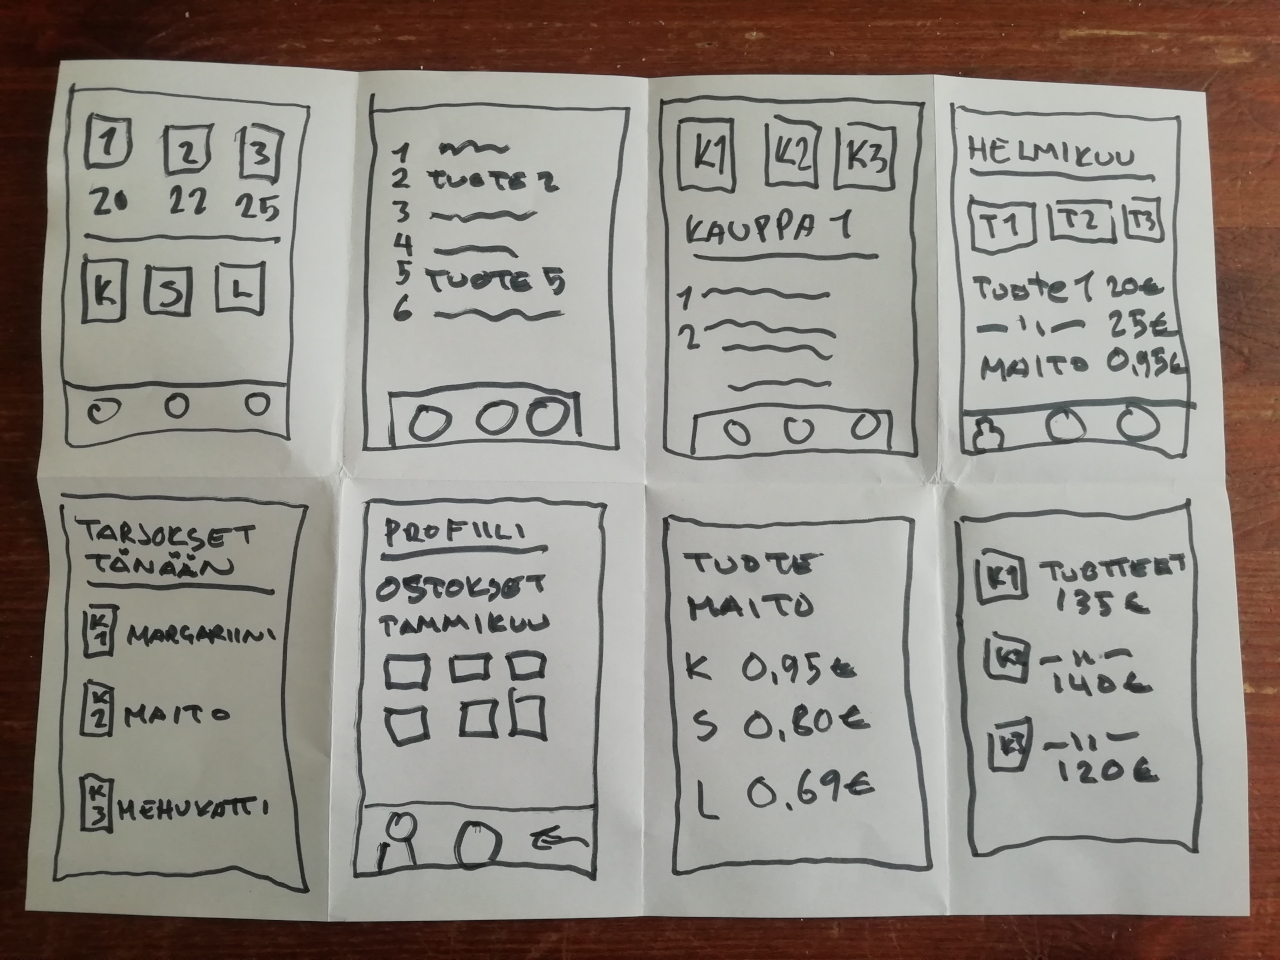 1 2 3
20 22 25
K S L
1
2 TUOTE 2
3
4
5 TUOTE 5
6
K1 K2 K3
KAUPPA 1
1
2
HELMIKUU
T1 T2 T3
Tuote 1 20€
— " — 25€
MAITO 0,95€
TARJOKSET
TÄNÄÄN
K1 MARGARIINI
K2 MAITO
K3 MEHUKATTI
PROFIILI
OSTOKSET
TAMMIKUU
TUOTE
MAITO
K 0,95€
S 0,80€
L 0,69€
K1 TUOTTEET
135€
K2 — " —
140€
K3 — " —
120€